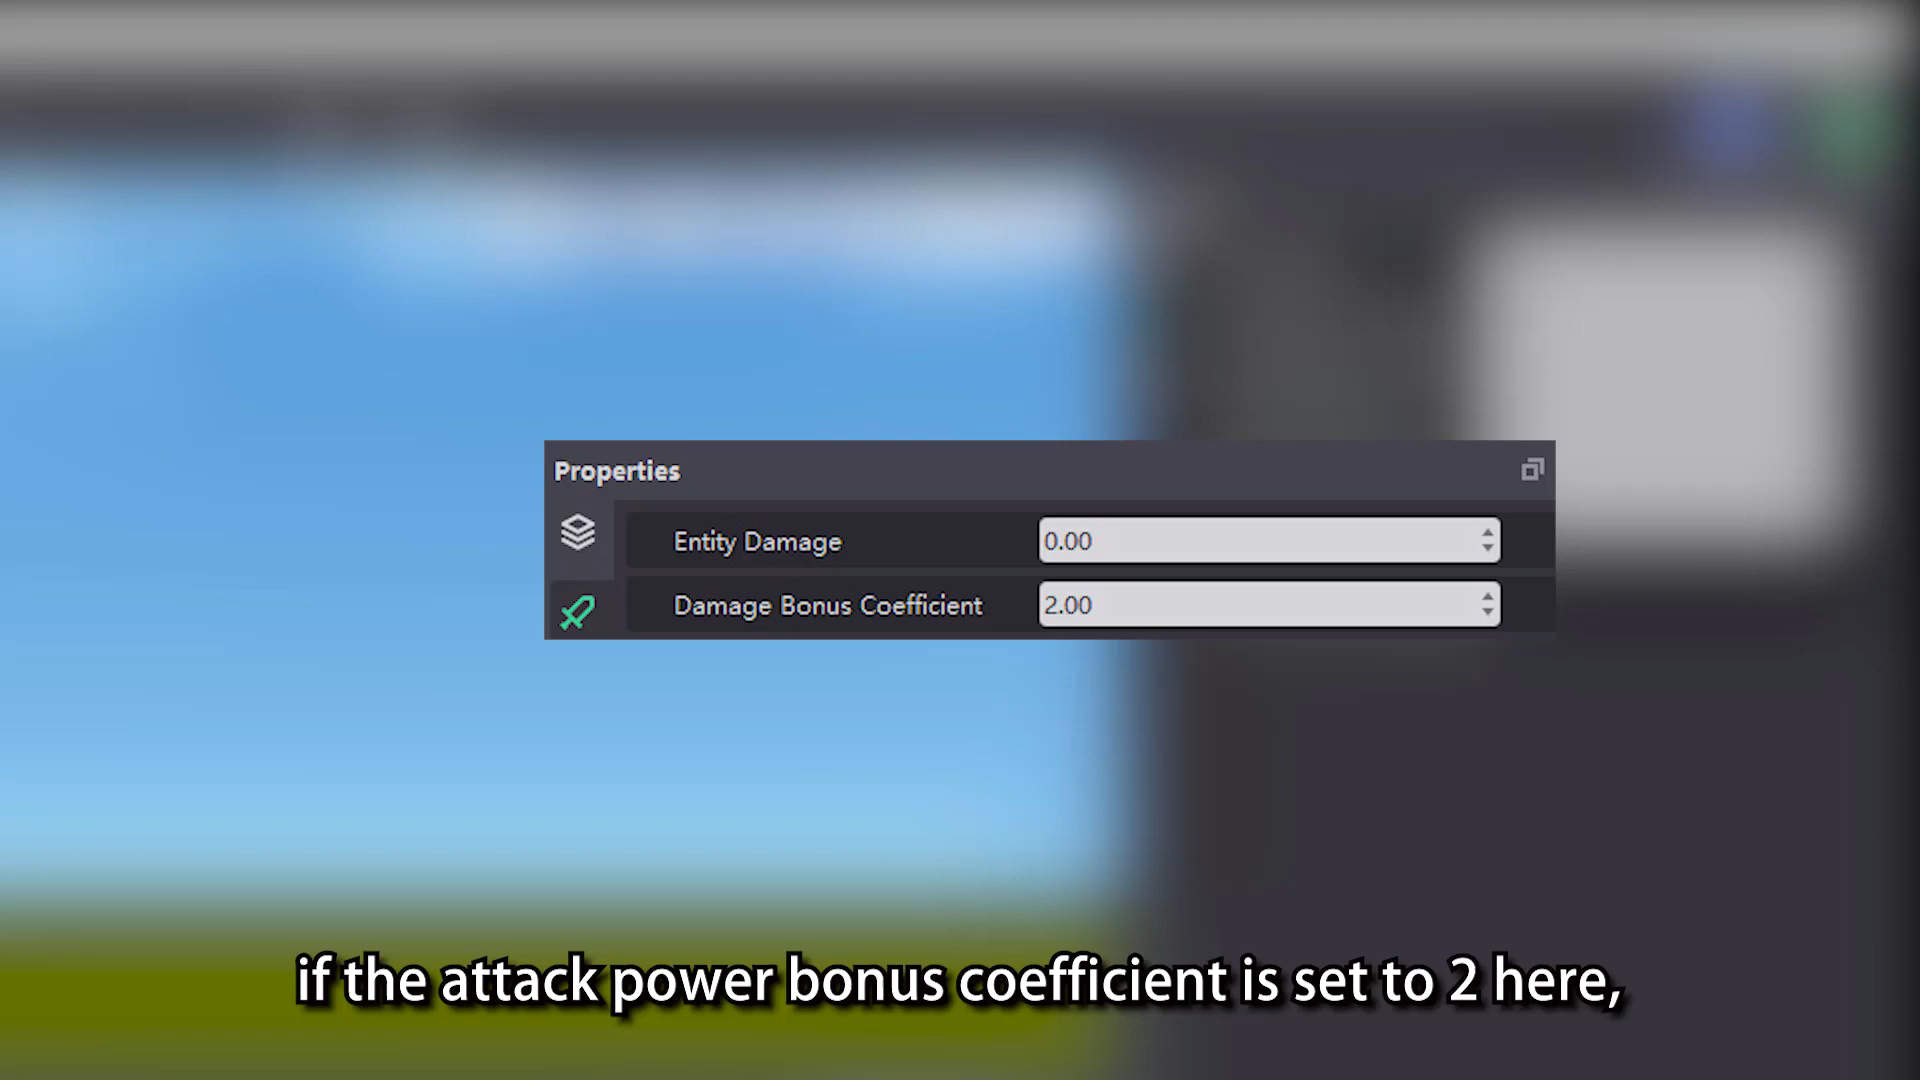 Properties
Entity Damage 0.00
Damage Bonus Coefficient 2.00
if the attack power bonus coefficient is set to 2 here,